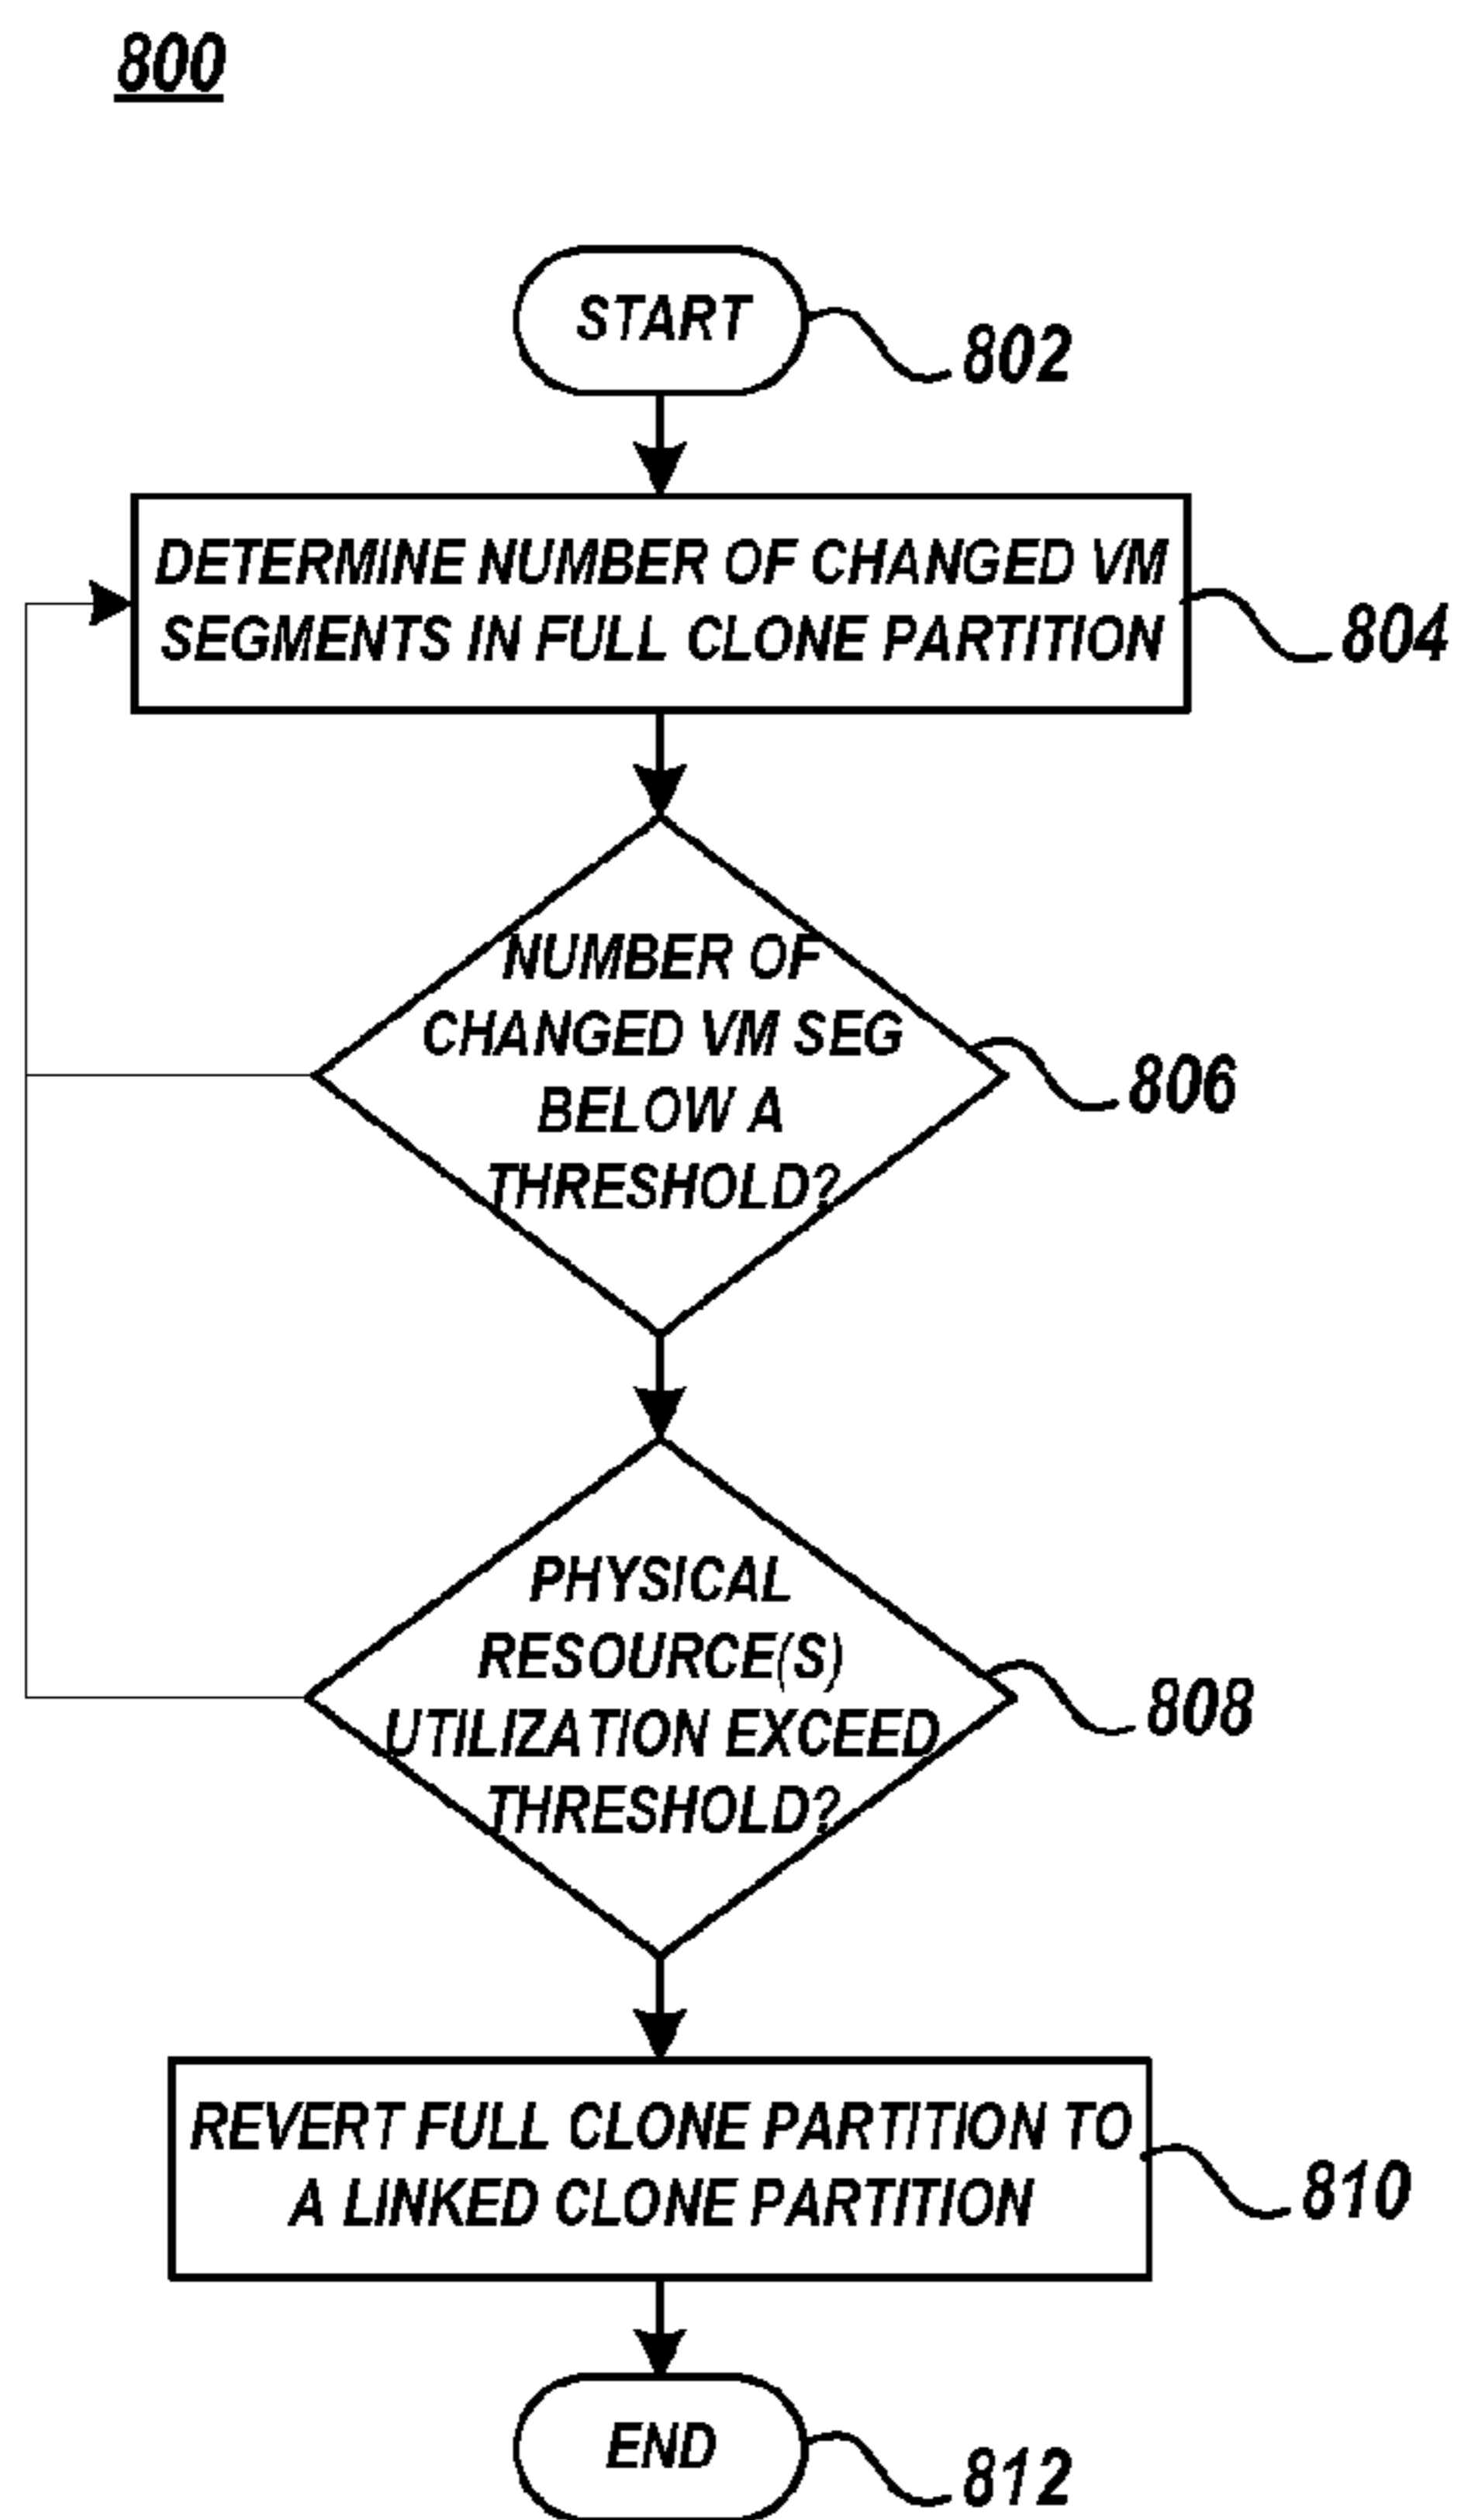 800
START
802
DETERMINE NUMBER OF CHANGED VM
SEGMENTS IN FULL CLONE PARTITION
804
NUMBER OF
CHANGED VM SEG
BELOW A
THRESHOLD?
806
PHYSICAL
RESOURCE(S)
UTILIZATION EXCEED
THRESHOLD?
808
REVERT FULL CLONE PARTITION TO
A LINKED CLONE PARTITION
810
END
812